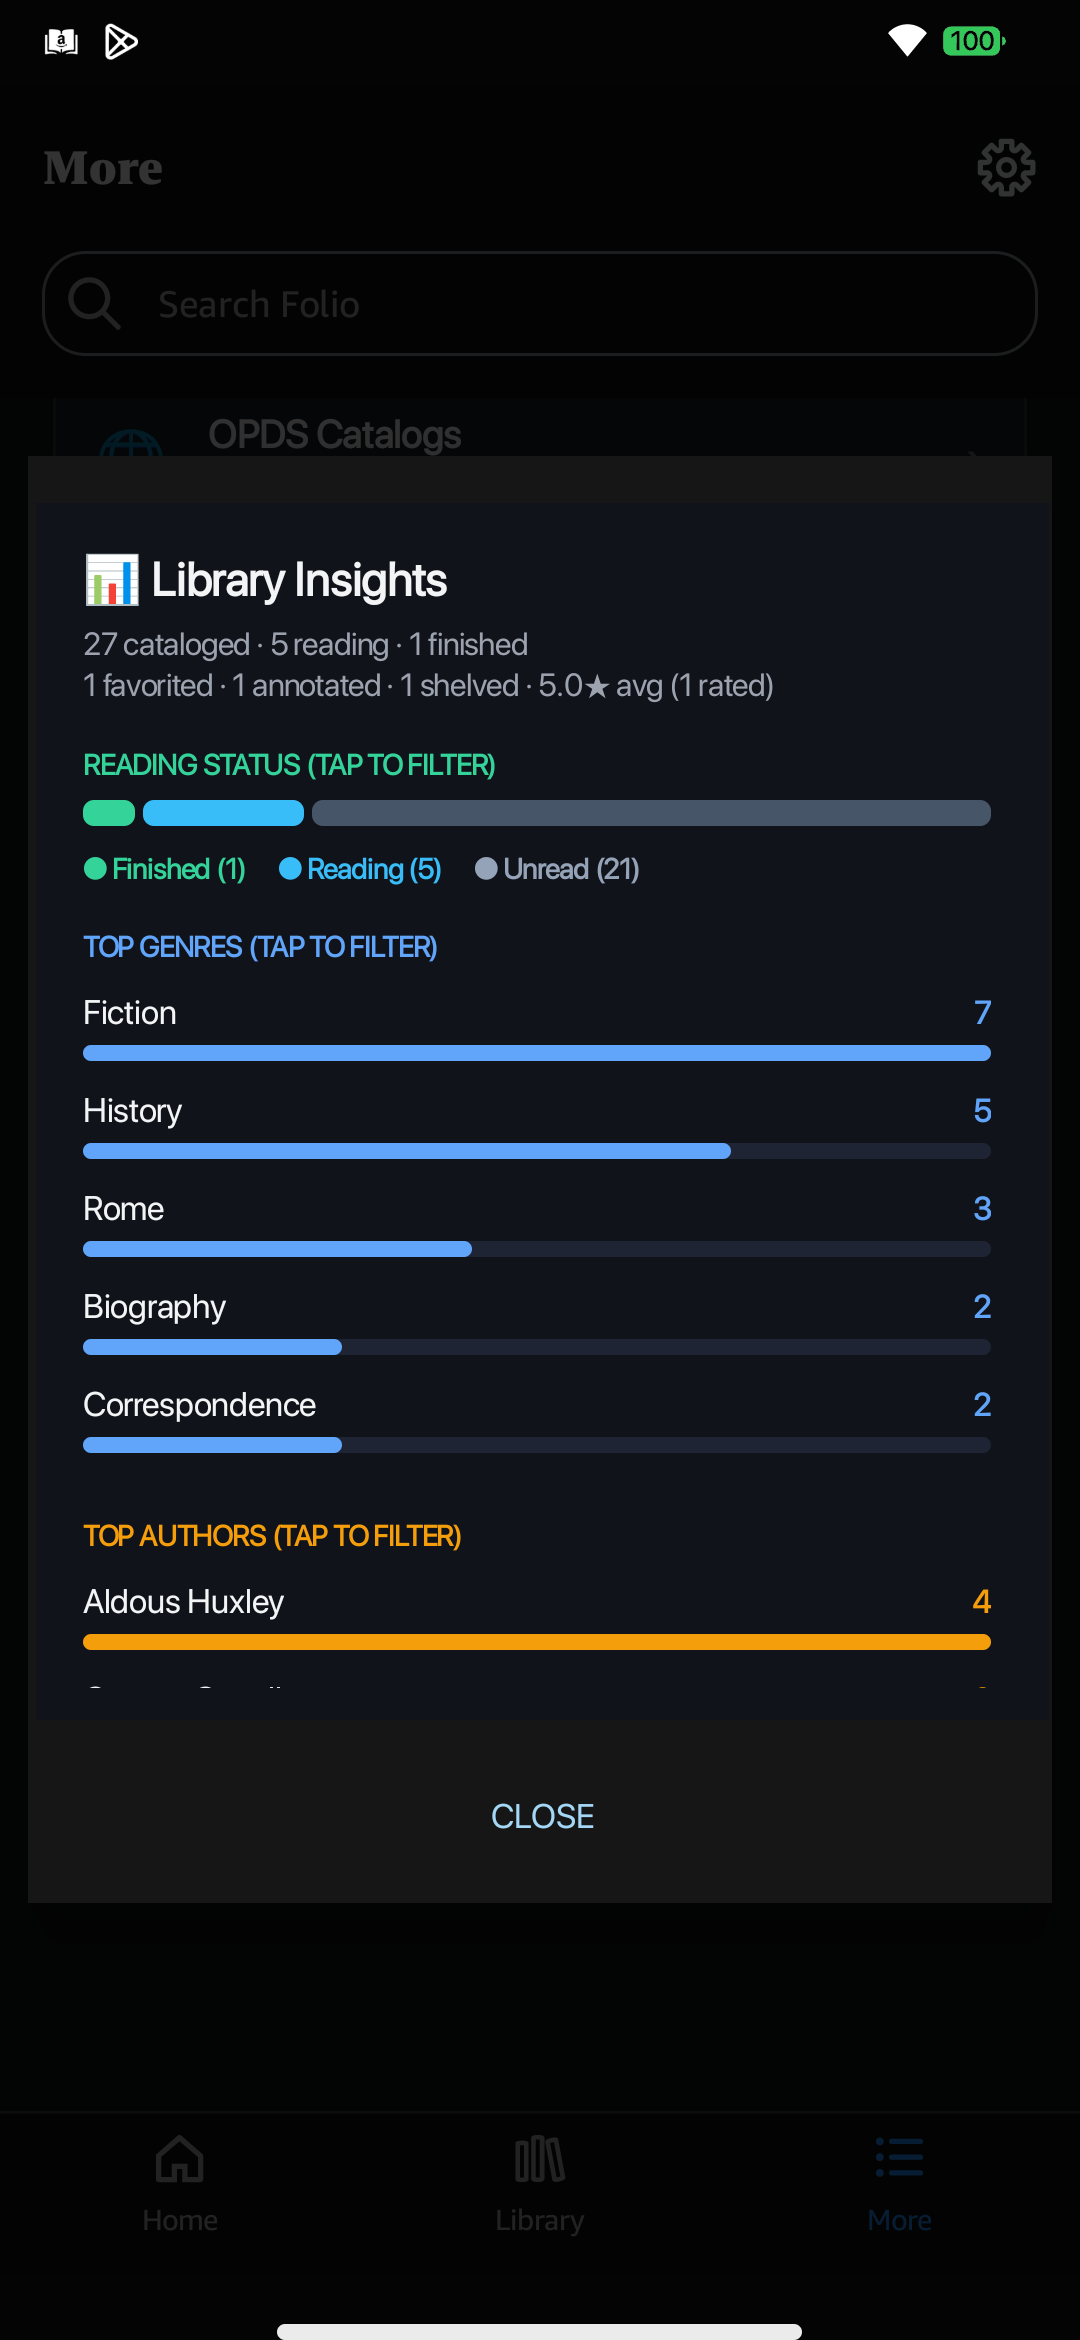 100
More
Search Folio
OPDS Catalogs
📊 Library Insights
27 cataloged · 5 reading · 1 finished
1 favorited · 1 annotated · 1 shelved · 5.0★ avg (1 rated)
READING STATUS (TAP TO FILTER)
Finished (1) Reading (5) Unread (21)
TOP GENRES (TAP TO FILTER)
Fiction 7
History 5
Rome 3
Biography 2
Correspondence 2
TOP AUTHORS (TAP TO FILTER)
Aldous Huxley 4
CLOSE
Home Library More